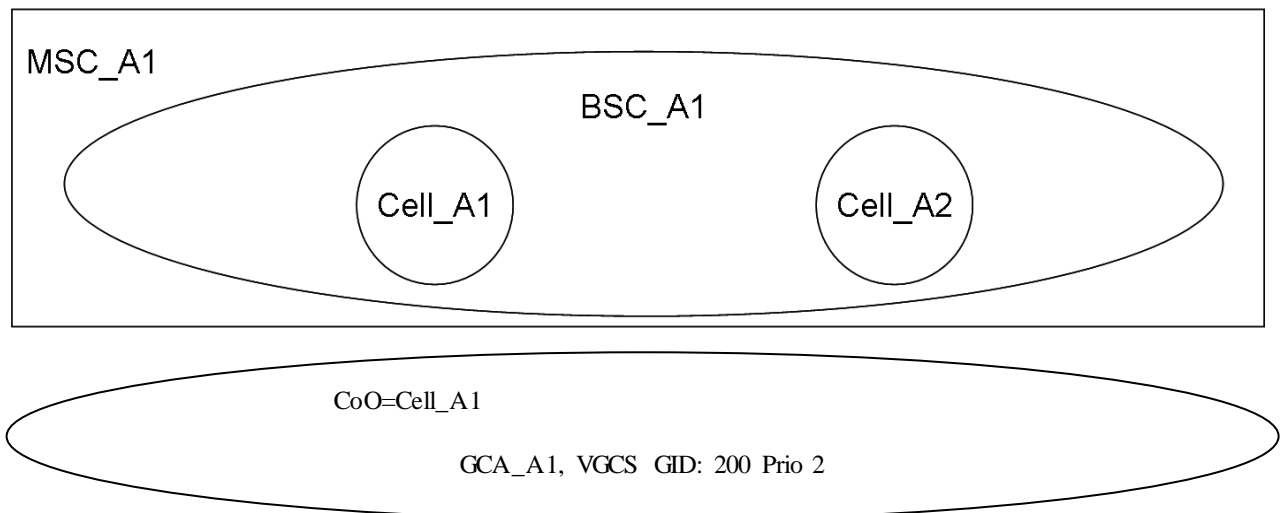 MSC_A1
BSC_A1
Cell_A1
Cell_A2
CoO=Cell_A1
GCA_A1, VGCS GID: 200 Prio 2